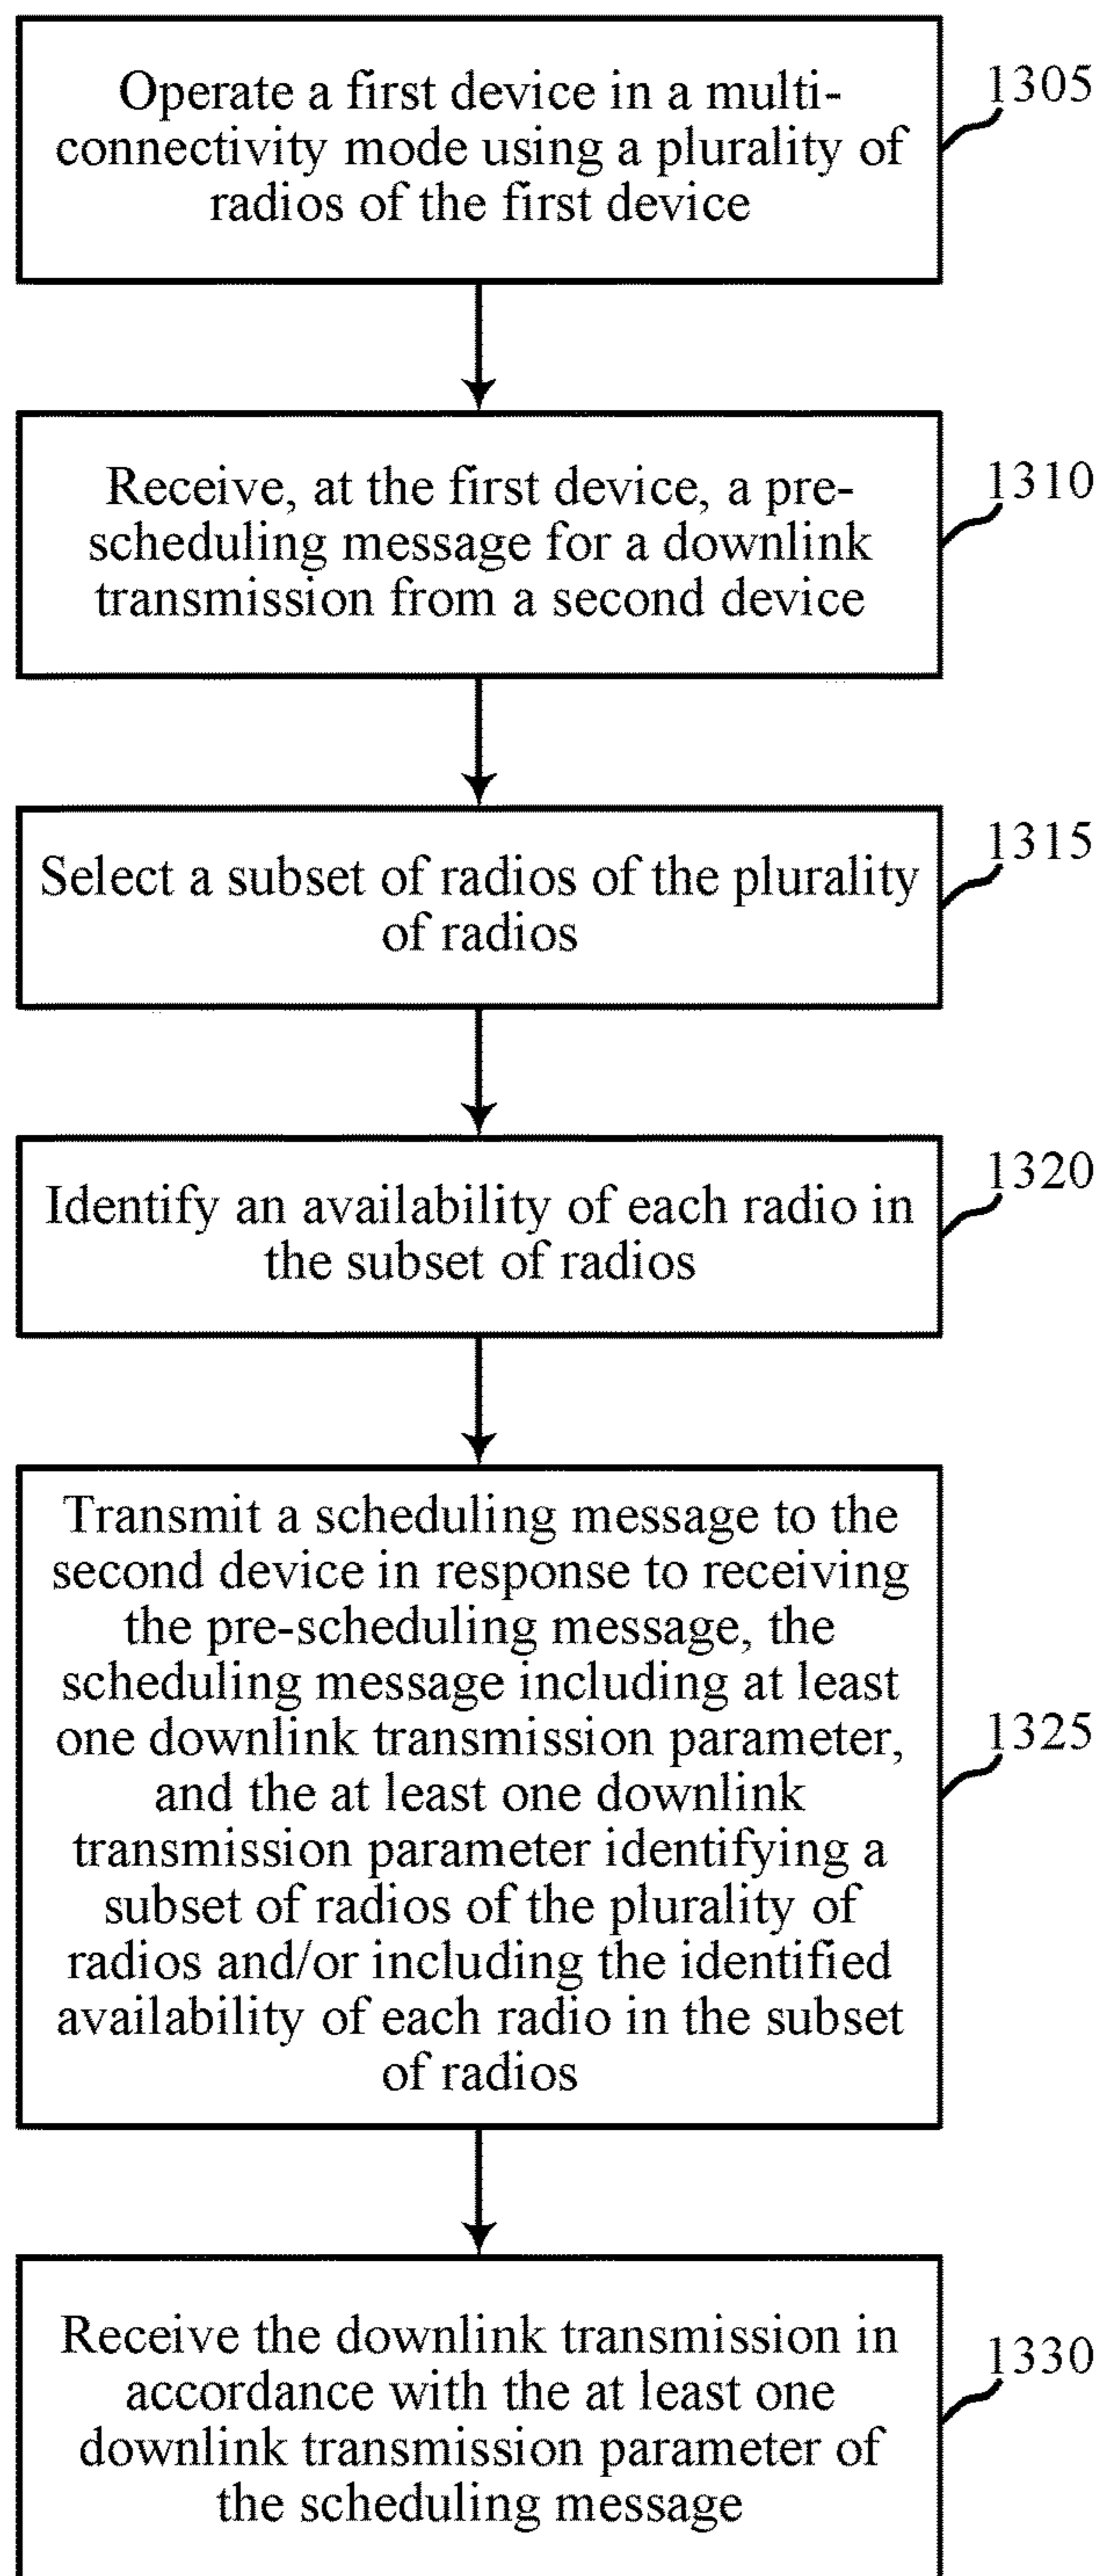 Operate a first device in a multi-
connectivity mode using a plurality of
radios of the first device
1305
Receive, at the first device, a pre-
scheduling message for a downlink
transmission from a second device
1310
Select a subset of radios of the plurality
of radios
1315
Identify an availability of each radio in
the subset of radios
1320
Transmit a scheduling message to the
second device in response to receiving
the pre-scheduling message, the
scheduling message including at least
one downlink transmission parameter,
and the at least one downlink
transmission parameter identifying a
subset of radios of the plurality of
radios and/or including the identified
availability of each radio in the subset
of radios
1325
Receive the downlink transmission in
accordance with the at least one
downlink transmission parameter of
the scheduling message
1330